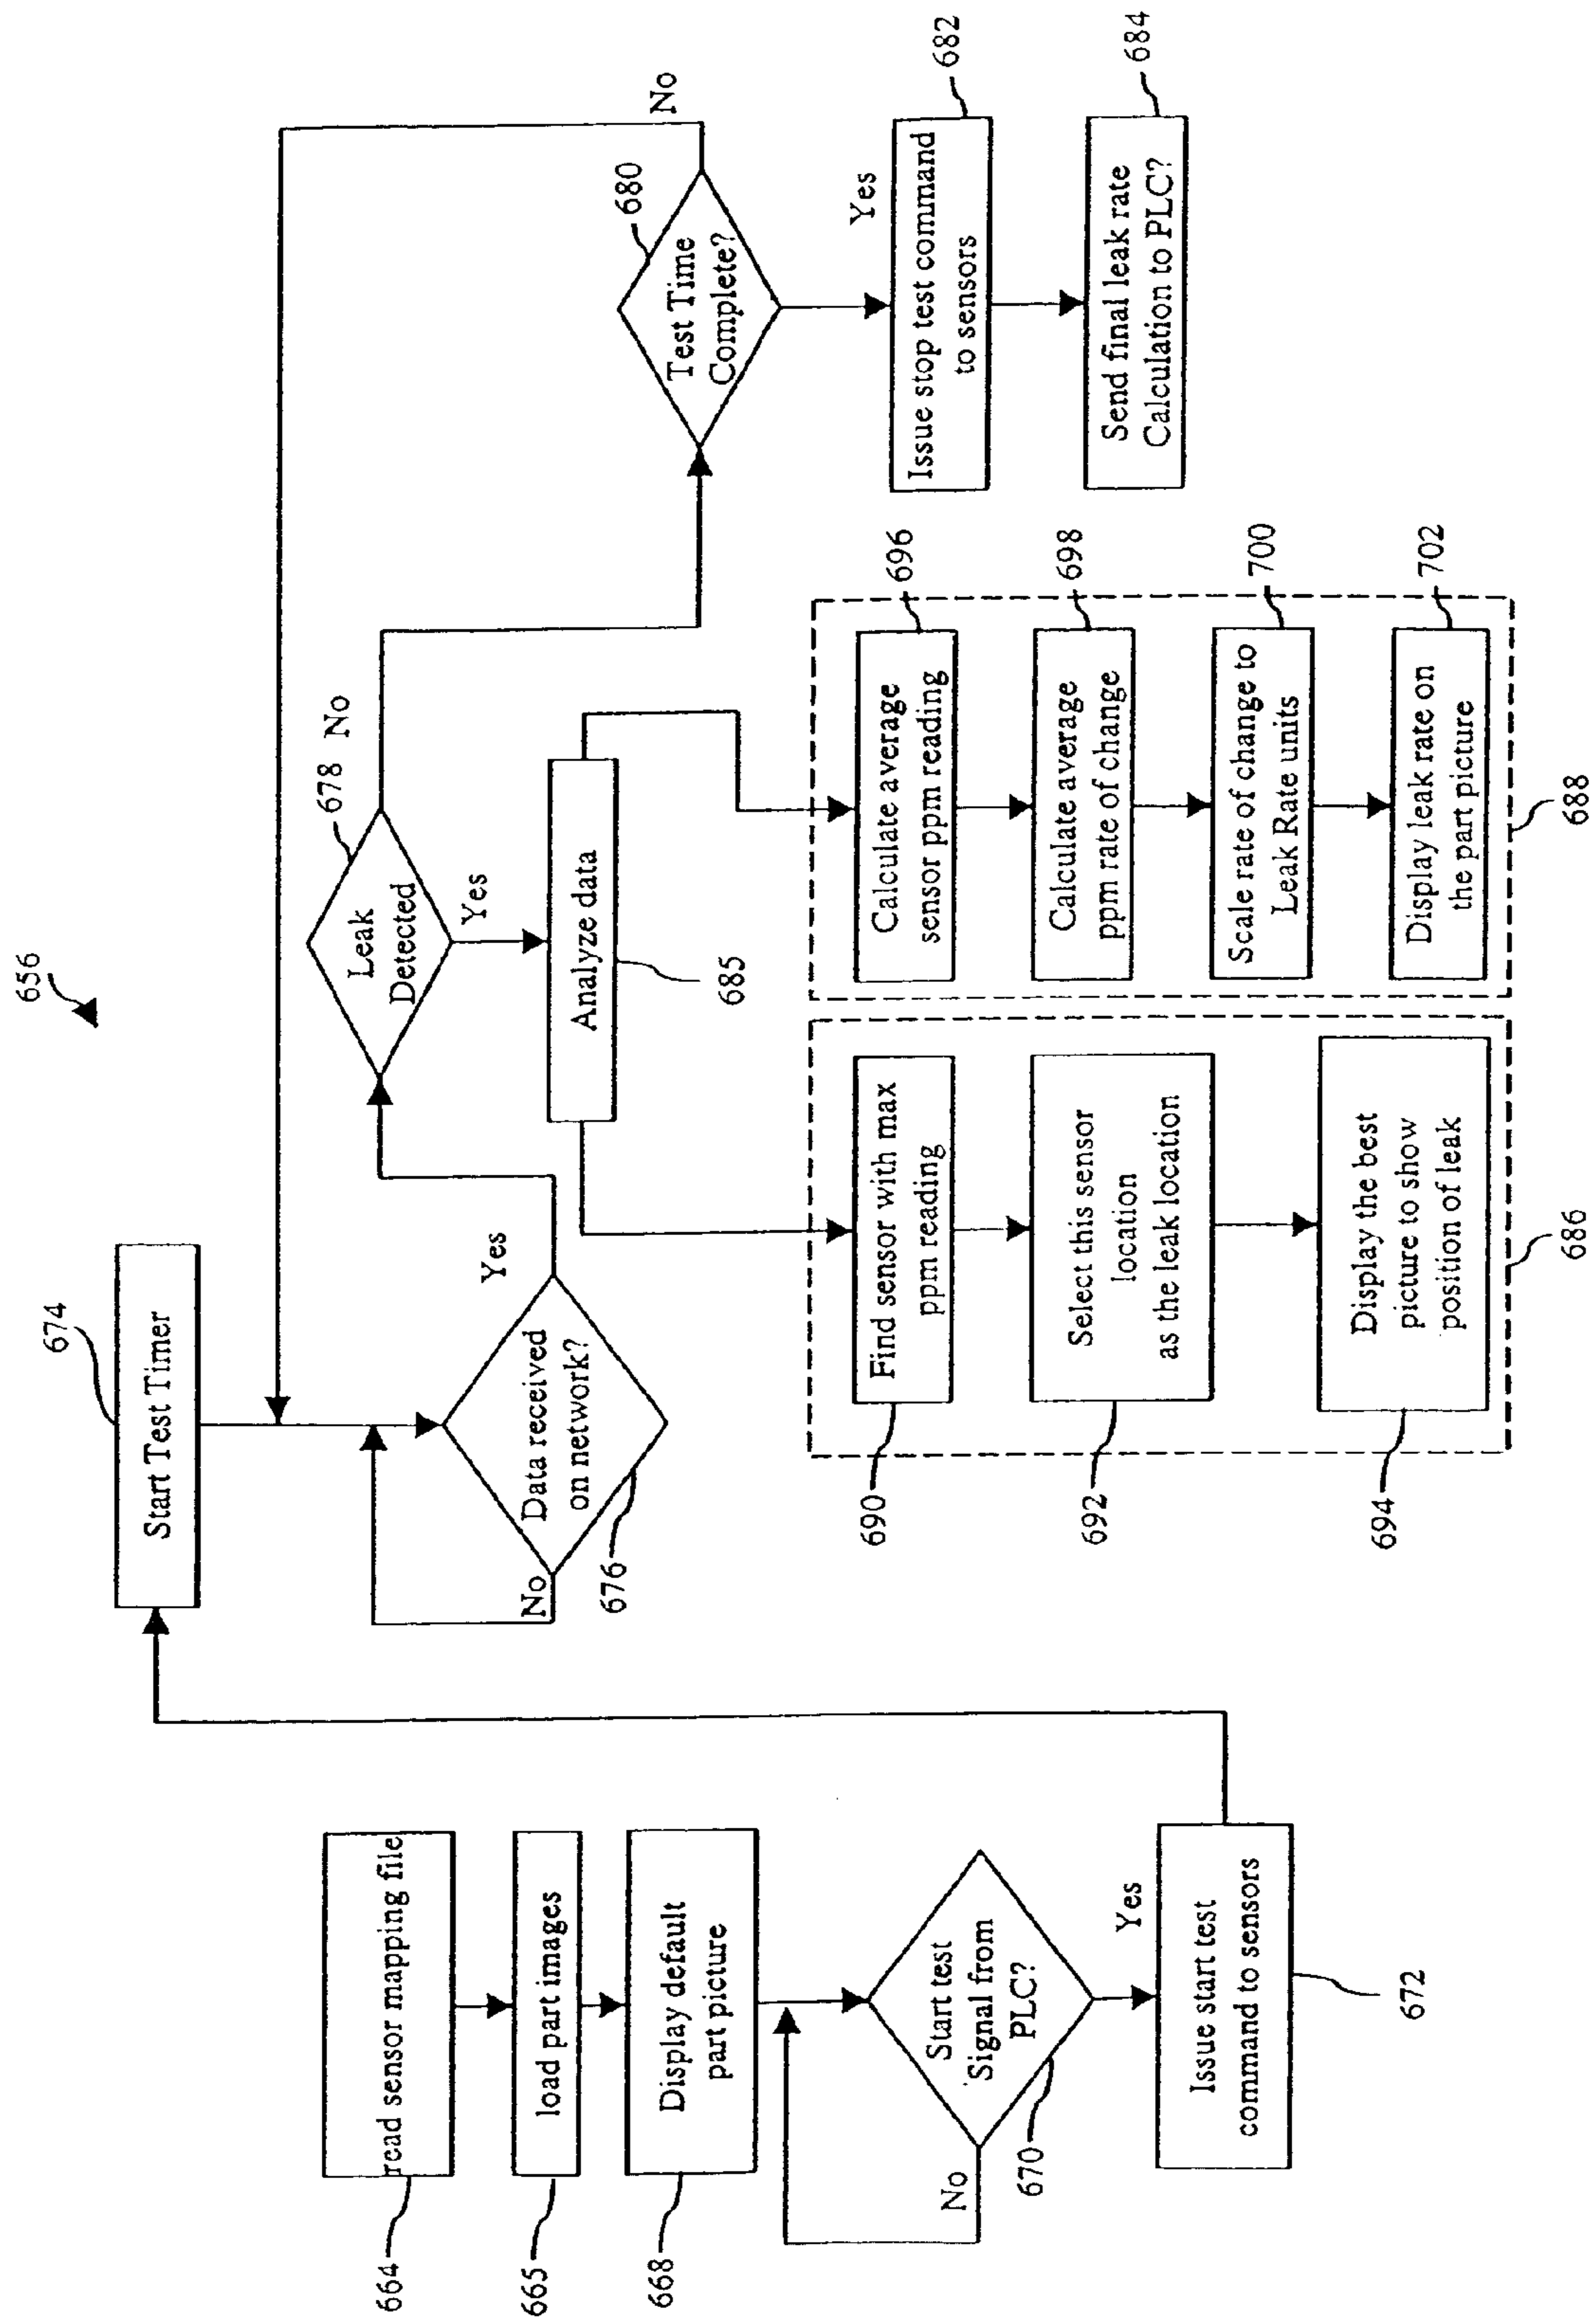 656
664
read sensor mapping file
665
load part images
668
Display default
part picture
670
Start test
Signal from
PLC?
No
Yes
Issue start test
command to sensors
672
674
Start Test Timer
Data received
on network?
No
676
Yes
Leak
Detected
678
No
Yes
Analyze data
685
Test Time
Complete?
680
No
Yes
Issue stop test command
to sensors
682
Send final leak rate
Calculation to PLC?
684
690
Find sensor with max
ppm reading
692
Select this sensor
location
as the leak location
694
Display the best
picture to show
position of leak
686
Calculate average
sensor ppm reading
696
Calculate average
ppm rate of change
698
Scale rate of change to
Leak Rate units
700
Display leak rate on
the part picture
702
688